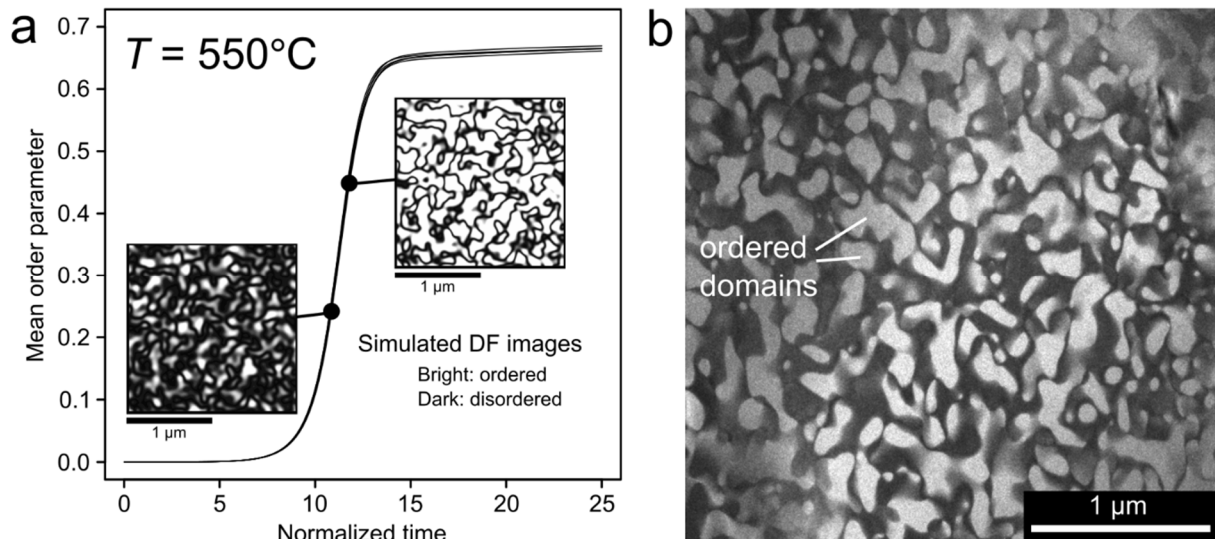 a
T = 550°C
Mean order parameter
0.7
0.6
0.5
0.4
0.3
0.2
0.1
0.0
1 µm
1 µm
Simulated DF images
Bright: ordered
Dark: disordered
0 5 10 15 20 25
Normalized time
b
ordered
domains
1 µm